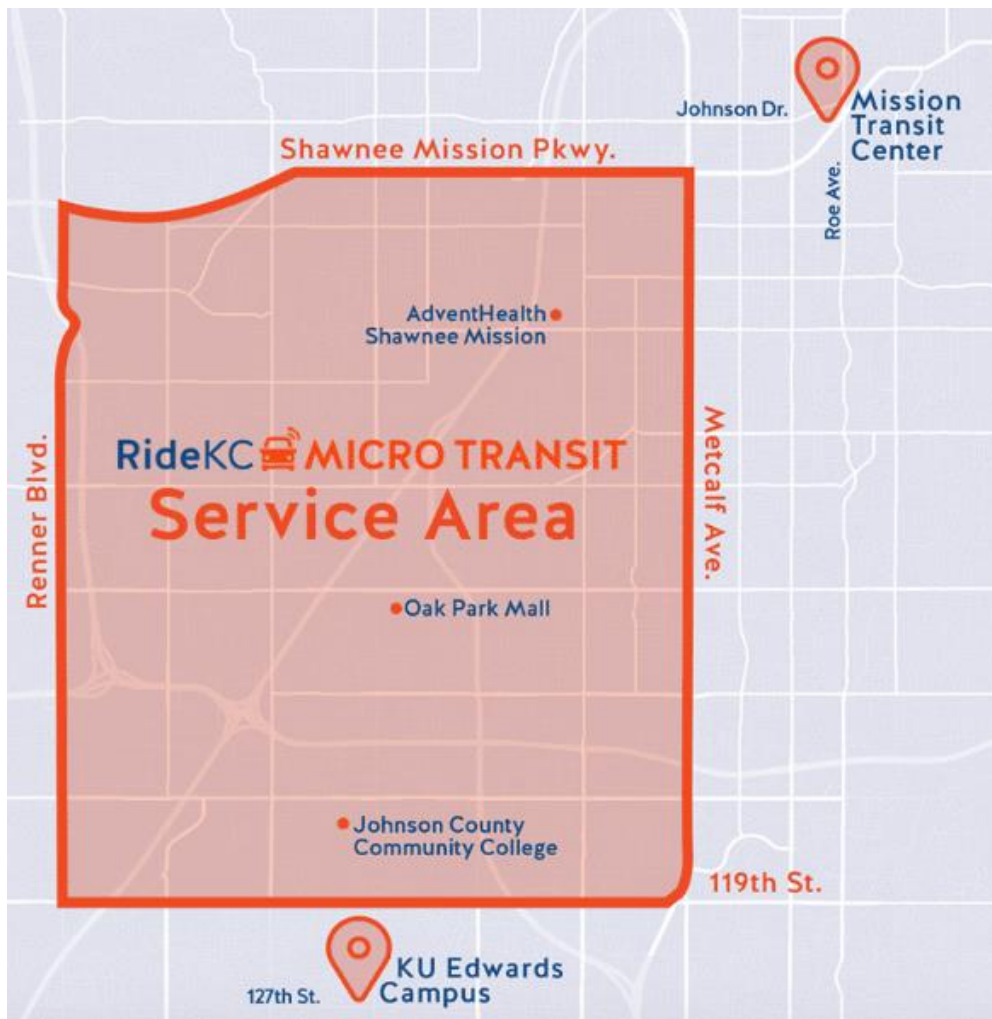 Johnson Dr.
Mission
Transit
Center
Shawnee Mission Pkwy.
Roe Ave.
AdventHealth
Shawnee Mission
RideKC MICRO TRANSIT
Service Area
Renner Blvd.
Metcalf Ave.
Oak Park Mall
Johnson County
Community College
119th St.
KU Edwards
Campus
127th St.